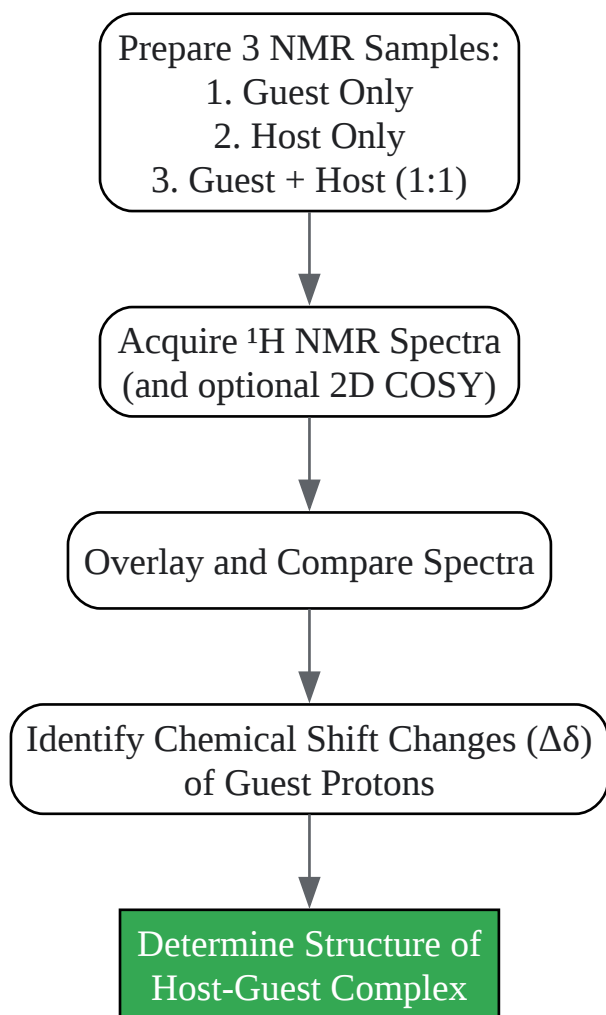 Prepare 3 NMR Samples:
1. Guest Only
2. Host Only
3. Guest + Host (1:1)
Acquire ¹H NMR Spectra
(and optional 2D COSY)
Overlay and Compare Spectra
Identify Chemical Shift Changes (Δδ)
of Guest Protons
Determine Structure of
Host-Guest Complex